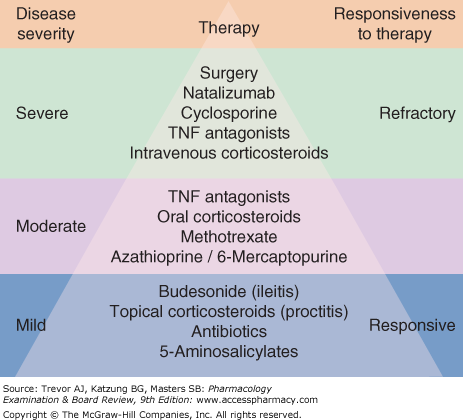 Disease severity
Therapy
Responsiveness to therapy
Severe
Surgery
Natalizumab
Cyclosporine
TNF antagonists
Intravenous corticosteroids
Refractory
Moderate
TNF antagonists
Oral corticosteroids
Methotrexate
Azathioprine / 6-Mercaptopurine
Mild
Budesonide (ileitis)
Topical corticosteroids (proctitis)
Antibiotics
5-Aminosalicylates
Responsive
Source: Trevor AJ, Katzung BG, Masters SB: Pharmacology
Examination & Board Review, 9th Edition: www.accesspharmacy.com
Copyright © The McGraw-Hill Companies, Inc. All rights reserved.